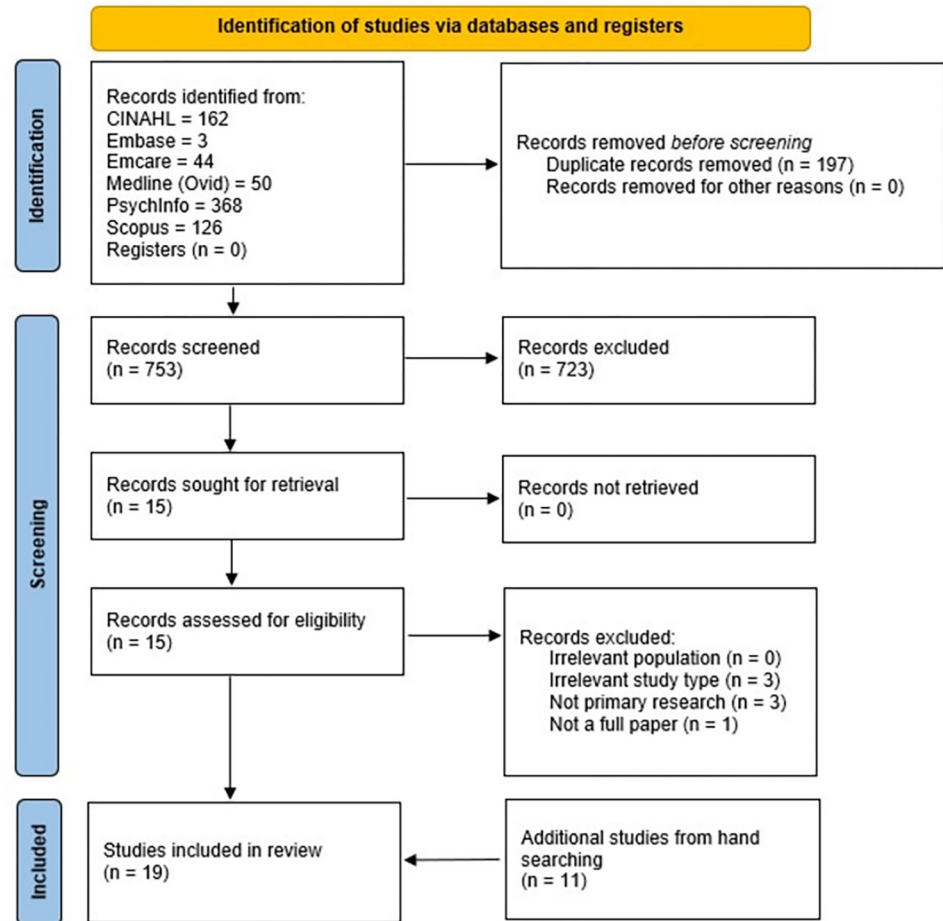 Identification of studies via databases and registers
Identification
Records identified from:
CINAHL = 162
Embase = 3
Emcare = 44
Medline (Ovid) = 50
PsychInfo = 368
Scopus = 126
Registers (n = 0)
Records removed before screening
Duplicate records removed (n = 197)
Records removed for other reasons (n = 0)
Screening
Records screened
(n = 753)
Records excluded
(n = 723)
Records sought for retrieval
(n = 15)
Records not retrieved
(n = 0)
Records assessed for eligibility
(n = 15)
Records excluded:
Irrelevant population (n = 0)
Irrelevant study type (n = 3)
Not primary research (n = 3)
Not a full paper (n = 1)
Included
Studies included in review
(n = 19)
Additional studies from hand
searching
(n = 11)